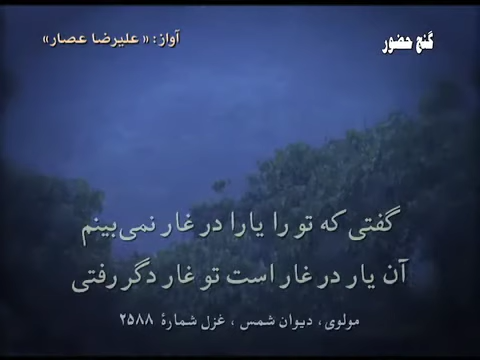 گنج حضور
آواز: « علیرضا عصار»
گفتی که تو را یارا در غار نمی‌بینم
آن یار در غار است تو غار دگر رفتی
مولوی، دیوان شمس، غزل شمارهٔ ۲۵۸۸